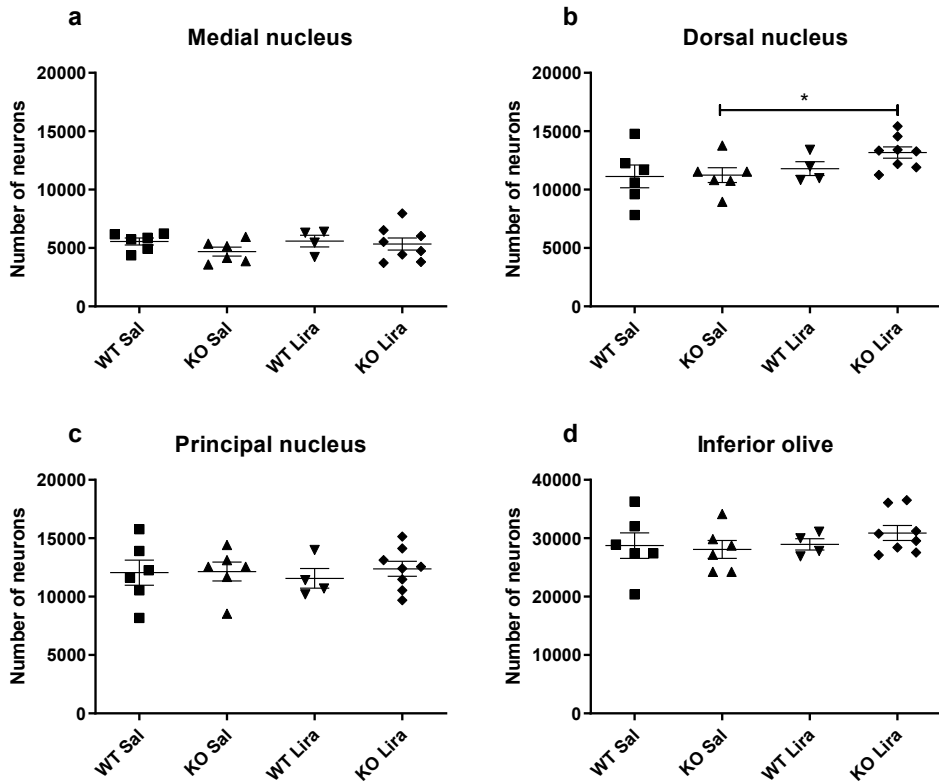 a
Medial nucleus
Number of neurons
20000
15000
10000
5000
0
WT Sal
KO Sal
WT Lira
KO Lira
b
Dorsal nucleus
Number of neurons
20000
15000
10000
5000
0
*
WT Sal
KO Sal
WT Lira
KO Lira
c
Principal nucleus
Number of neurons
20000
15000
10000
5000
0
WT Sal
KO Sal
WT Lira
KO Lira
d
Inferior olive
Number of neurons
40000
30000
20000
10000
0
WT Sal
KO Sal
WT Lira
KO Lira